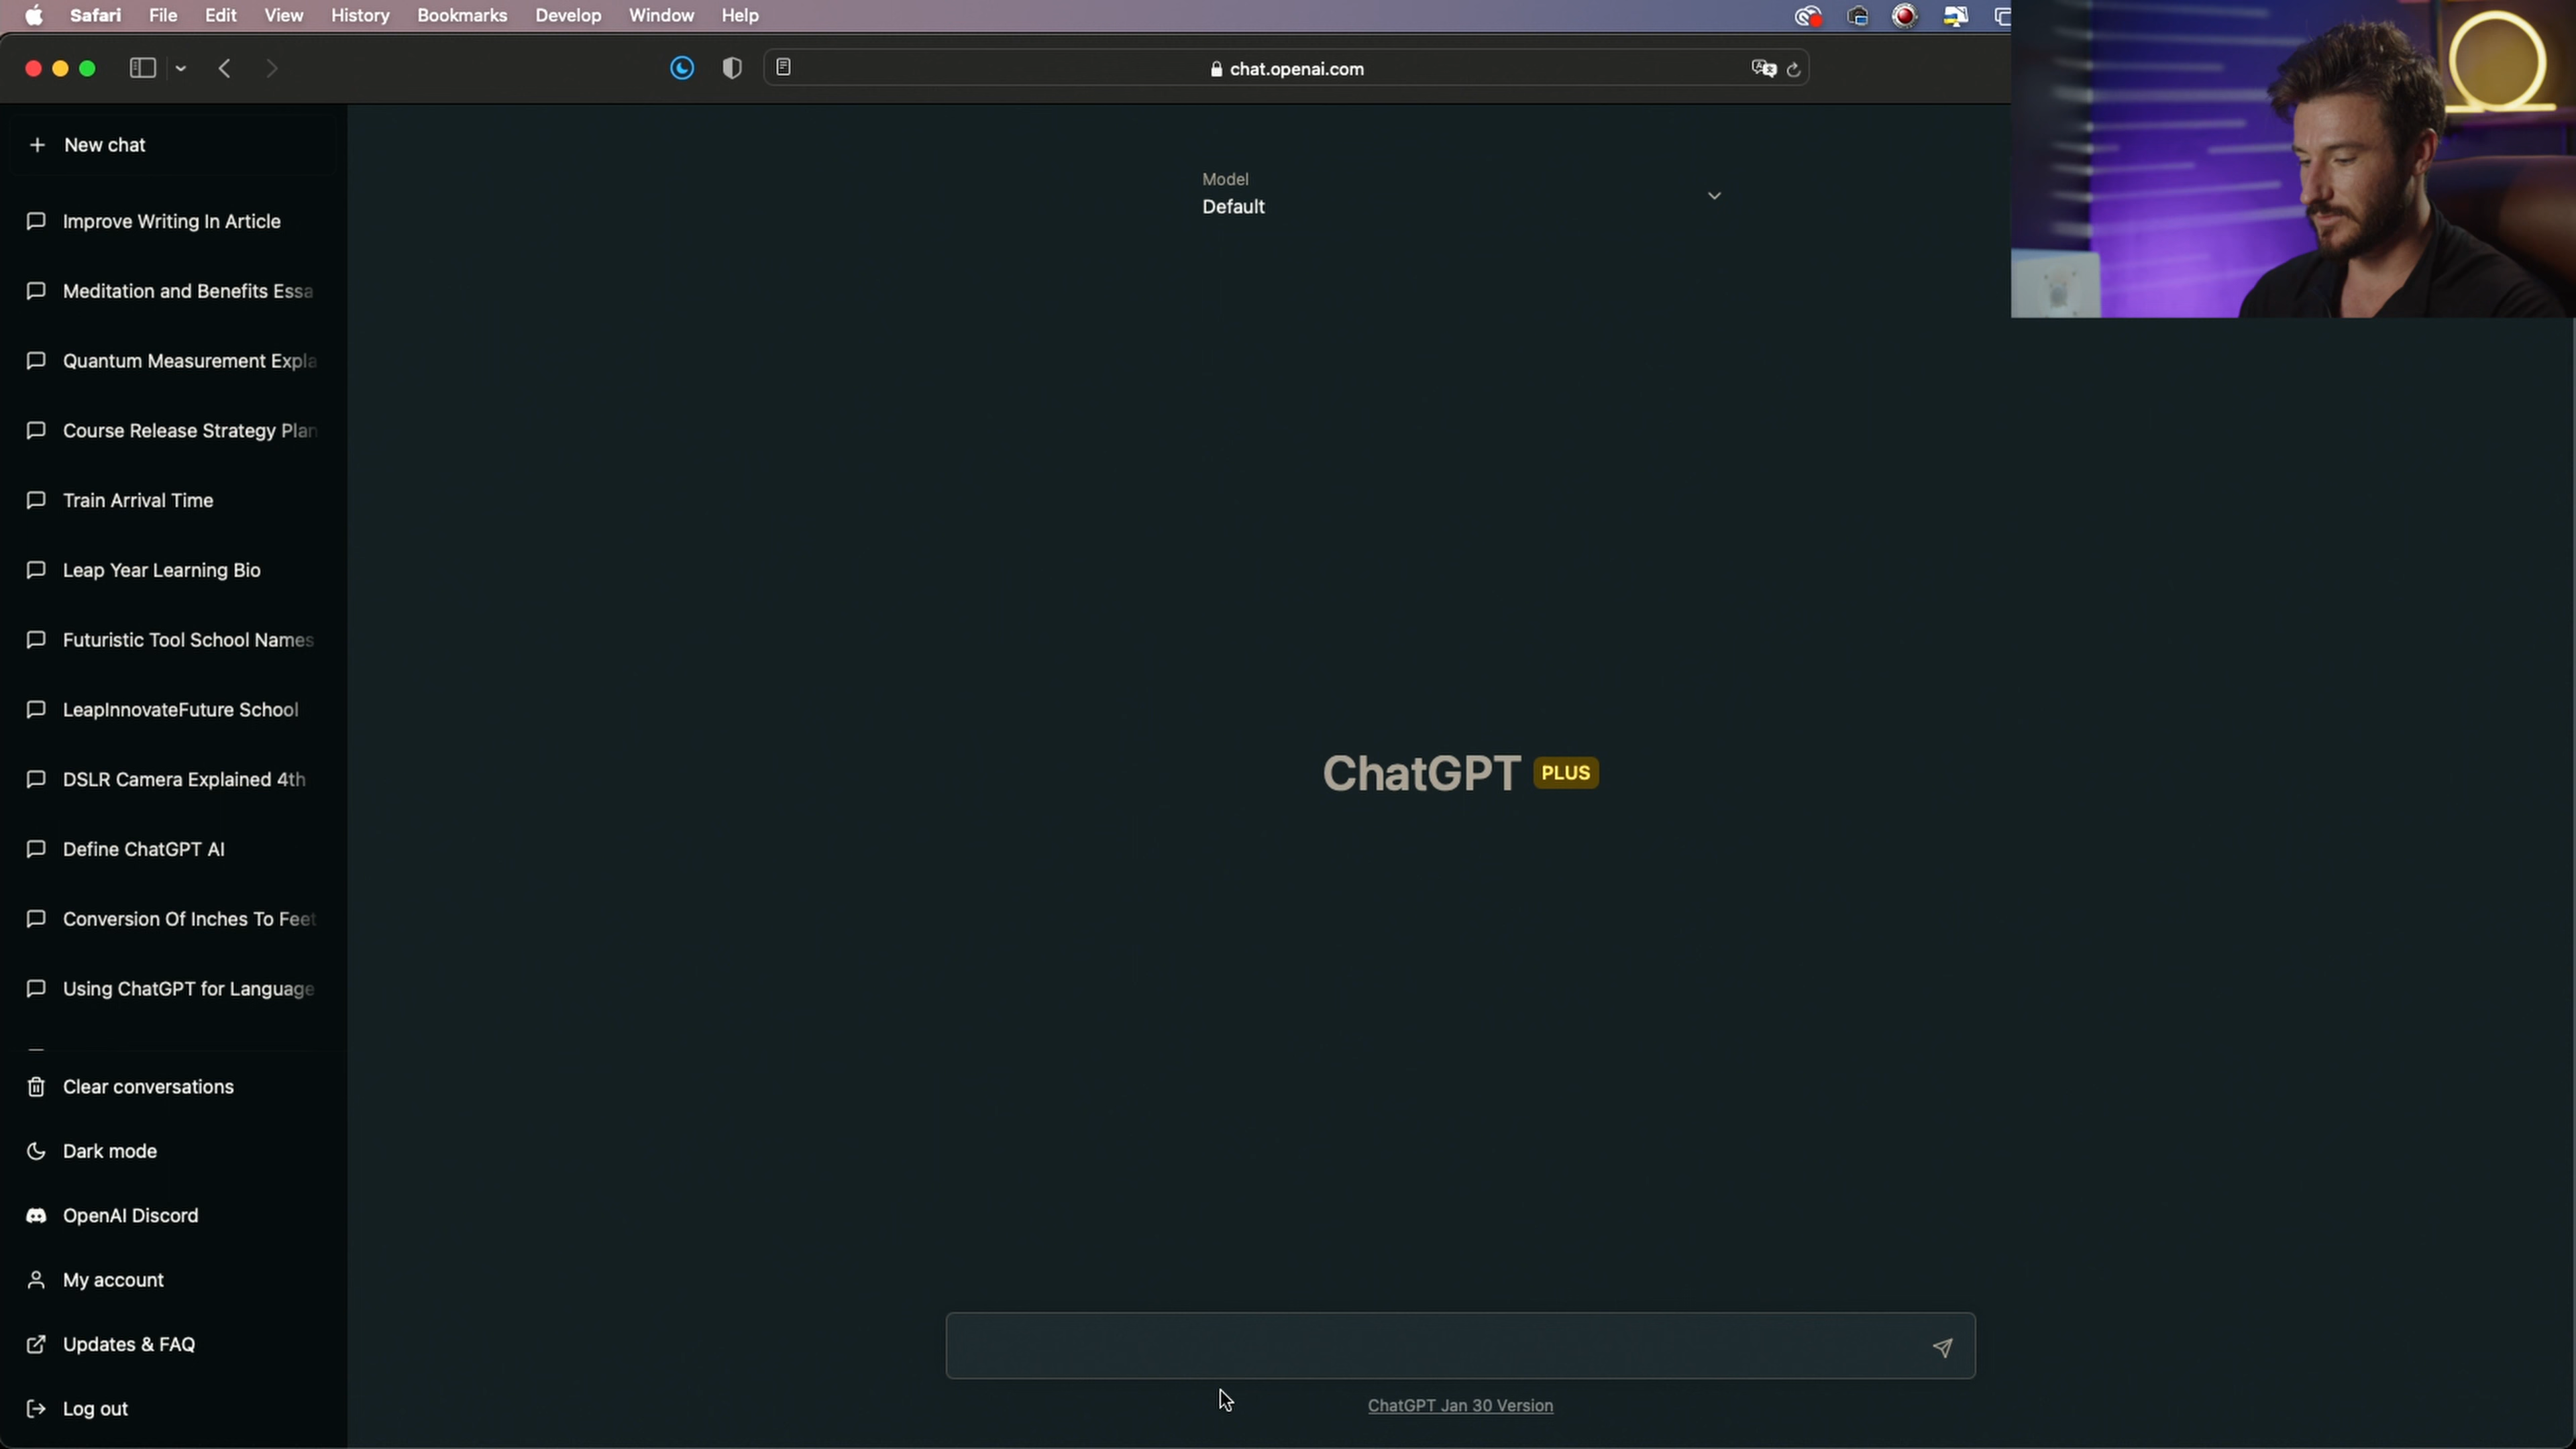 Safari File Edit View History Bookmarks Develop Window Help
chat.openai.com
New chat
Improve Writing In Article
Meditation and Benefits Essa
Quantum Measurement Expla
Course Release Strategy Plan
Train Arrival Time
Leap Year Learning Bio
Futuristic Tool School Names
LeapInnovateFuture School
DSLR Camera Explained 4th
Define ChatGPT AI
Conversion Of Inches To Feet
Using ChatGPT for Language
Clear conversations
Dark mode
OpenAI Discord
My account
Updates & FAQ
Log out
Model
Default
ChatGPT PLUS
ChatGPT Jan 30 Version